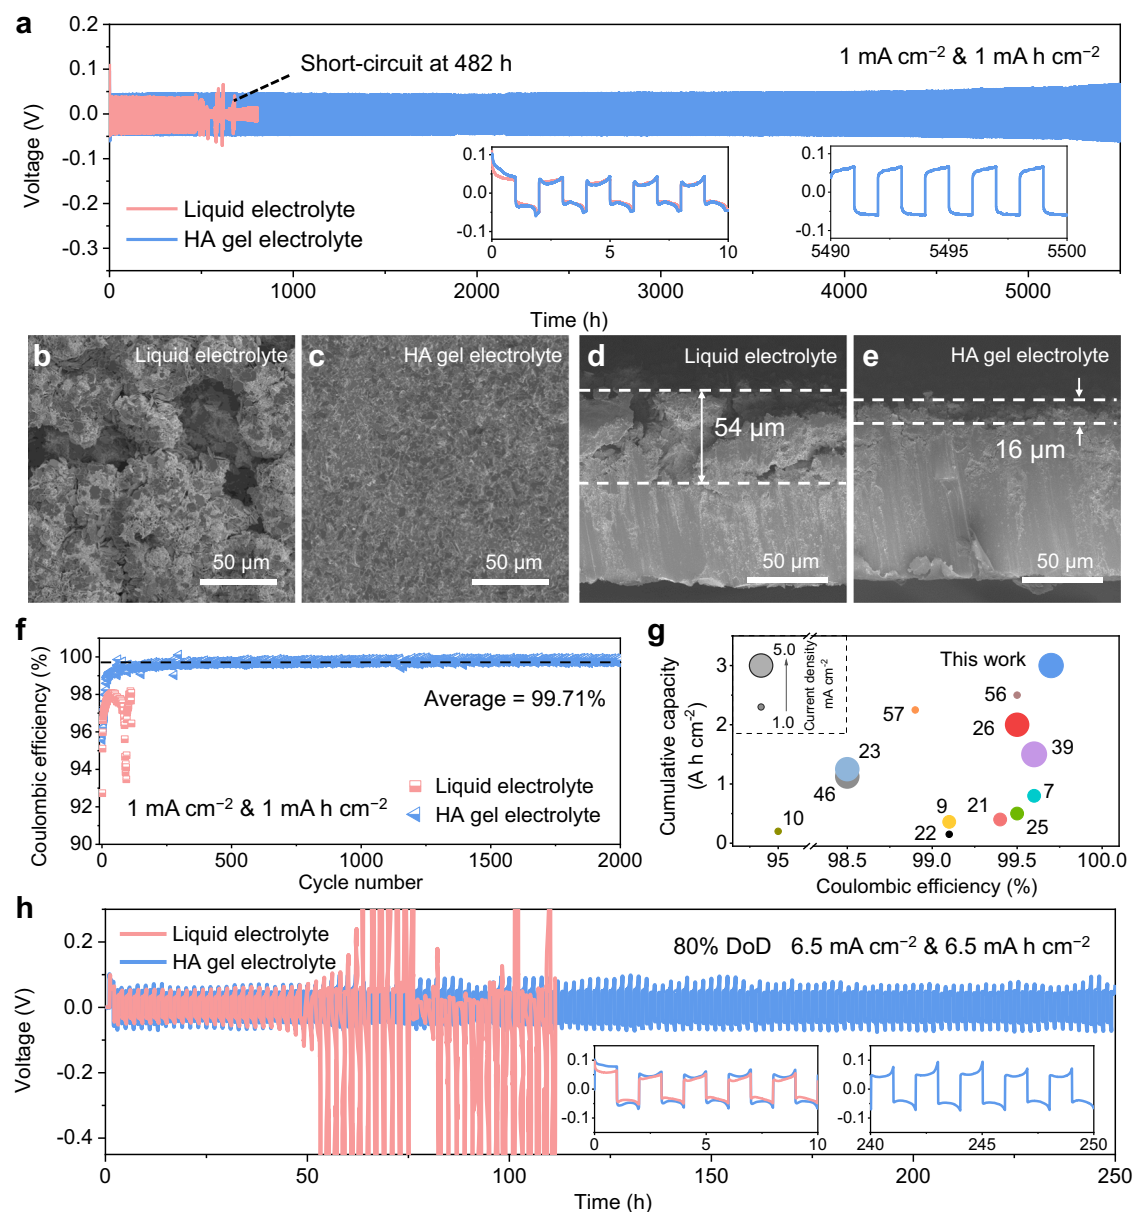 a
0.2
0.1
0.0
-0.1
-0.2
-0.3
Voltage (V)
Short-circuit at 482 h
1 mA cm⁻² & 1 mA h cm⁻²
Liquid electrolyte
HA gel electrolyte
0.1
0.0
-0.1
0
5
10
0.1
0.0
-0.1
5490
5495
5500
0
1000
2000
3000
4000
5000
Time (h)
b
Liquid electrolyte
50 μm
c
HA gel electrolyte
50 μm
d
Liquid electrolyte
54 μm
50 μm
e
HA gel electrolyte
16 μm
50 μm
f
100
98
96
94
92
90
Coulombic efficiency (%)
Average = 99.71%
Liquid electrolyte
HA gel electrolyte
1 mA cm⁻² & 1 mA h cm⁻²
0
500
1000
1500
2000
Cycle number
g
3
2
1
0
Cumulative capacity
(A h cm⁻²)
5.0
1.0
Current density
mA cm⁻²
This work
56
57
26
39
23
46
7
9
21
25
22
10
95
98.5
99.0
99.5
100.0
Coulombic efficiency (%)
h
0.2
0.0
-0.2
-0.4
Voltage (V)
Liquid electrolyte
HA gel electrolyte
80% DoD 6.5 mA cm⁻² & 6.5 mA h cm⁻²
0.1
0.0
-0.1
0
5
10
0.1
0.0
-0.1
240
245
250
0
50
100
150
200
250
Time (h)